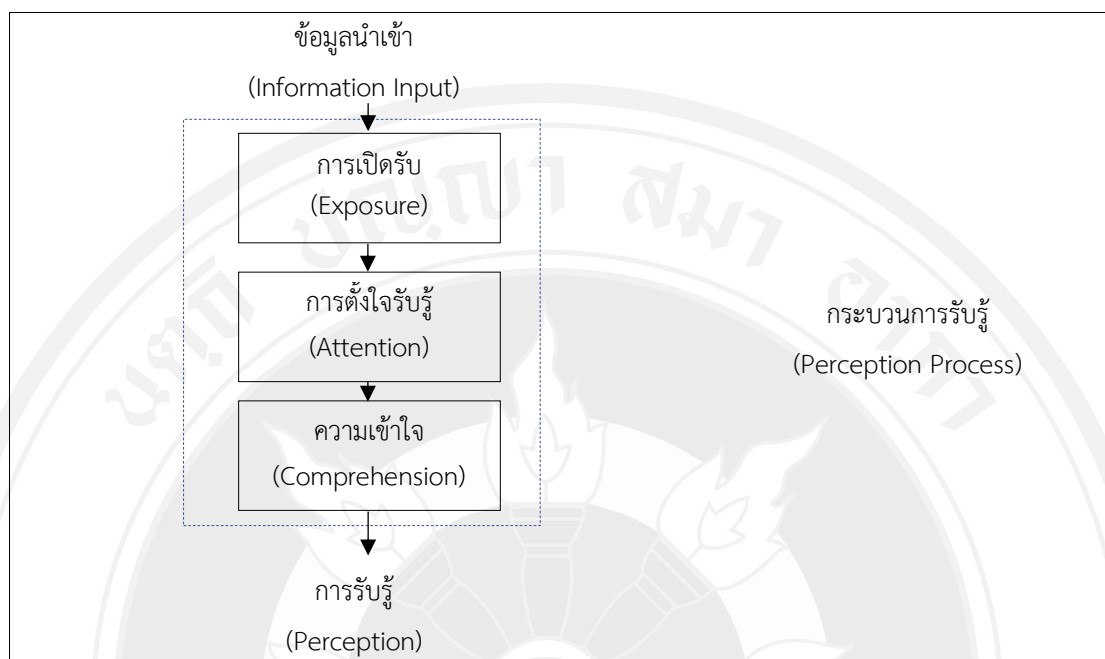 ข้อมูลนำเข้า
(Information Input)
การเปิดรับ
(Exposure)
การตั้งใจรับรู้
(Attention)
ความเข้าใจ
(Comprehension)
การรับรู้
(Perception)
กระบวนการรับรู้
(Perception Process)